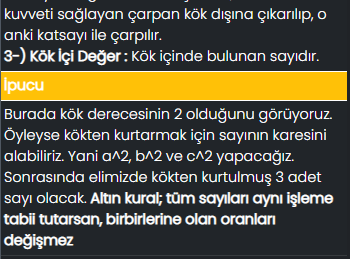 kuvveti sağlayan çarpan kök dışına çıkarılıp, o
anki katsayı ile çarpılır.
3-) Kök İçi Değer : Kök içinde bulunan sayıdır.
İpucu
Burada kök derecesinin 2 olduğunu görüyoruz.
Öyleyse kökten kurtarmak için sayının karesini
alabiliriz. Yani a^2, b^2 ve c^2 yapacağız.
Sonrasında elimizde kökten kurtulmuş 3 adet
sayı olacak. Altın kural; tüm sayıları aynı işleme
tabii tutarsan, birbirlerine olan oranları
değişmez